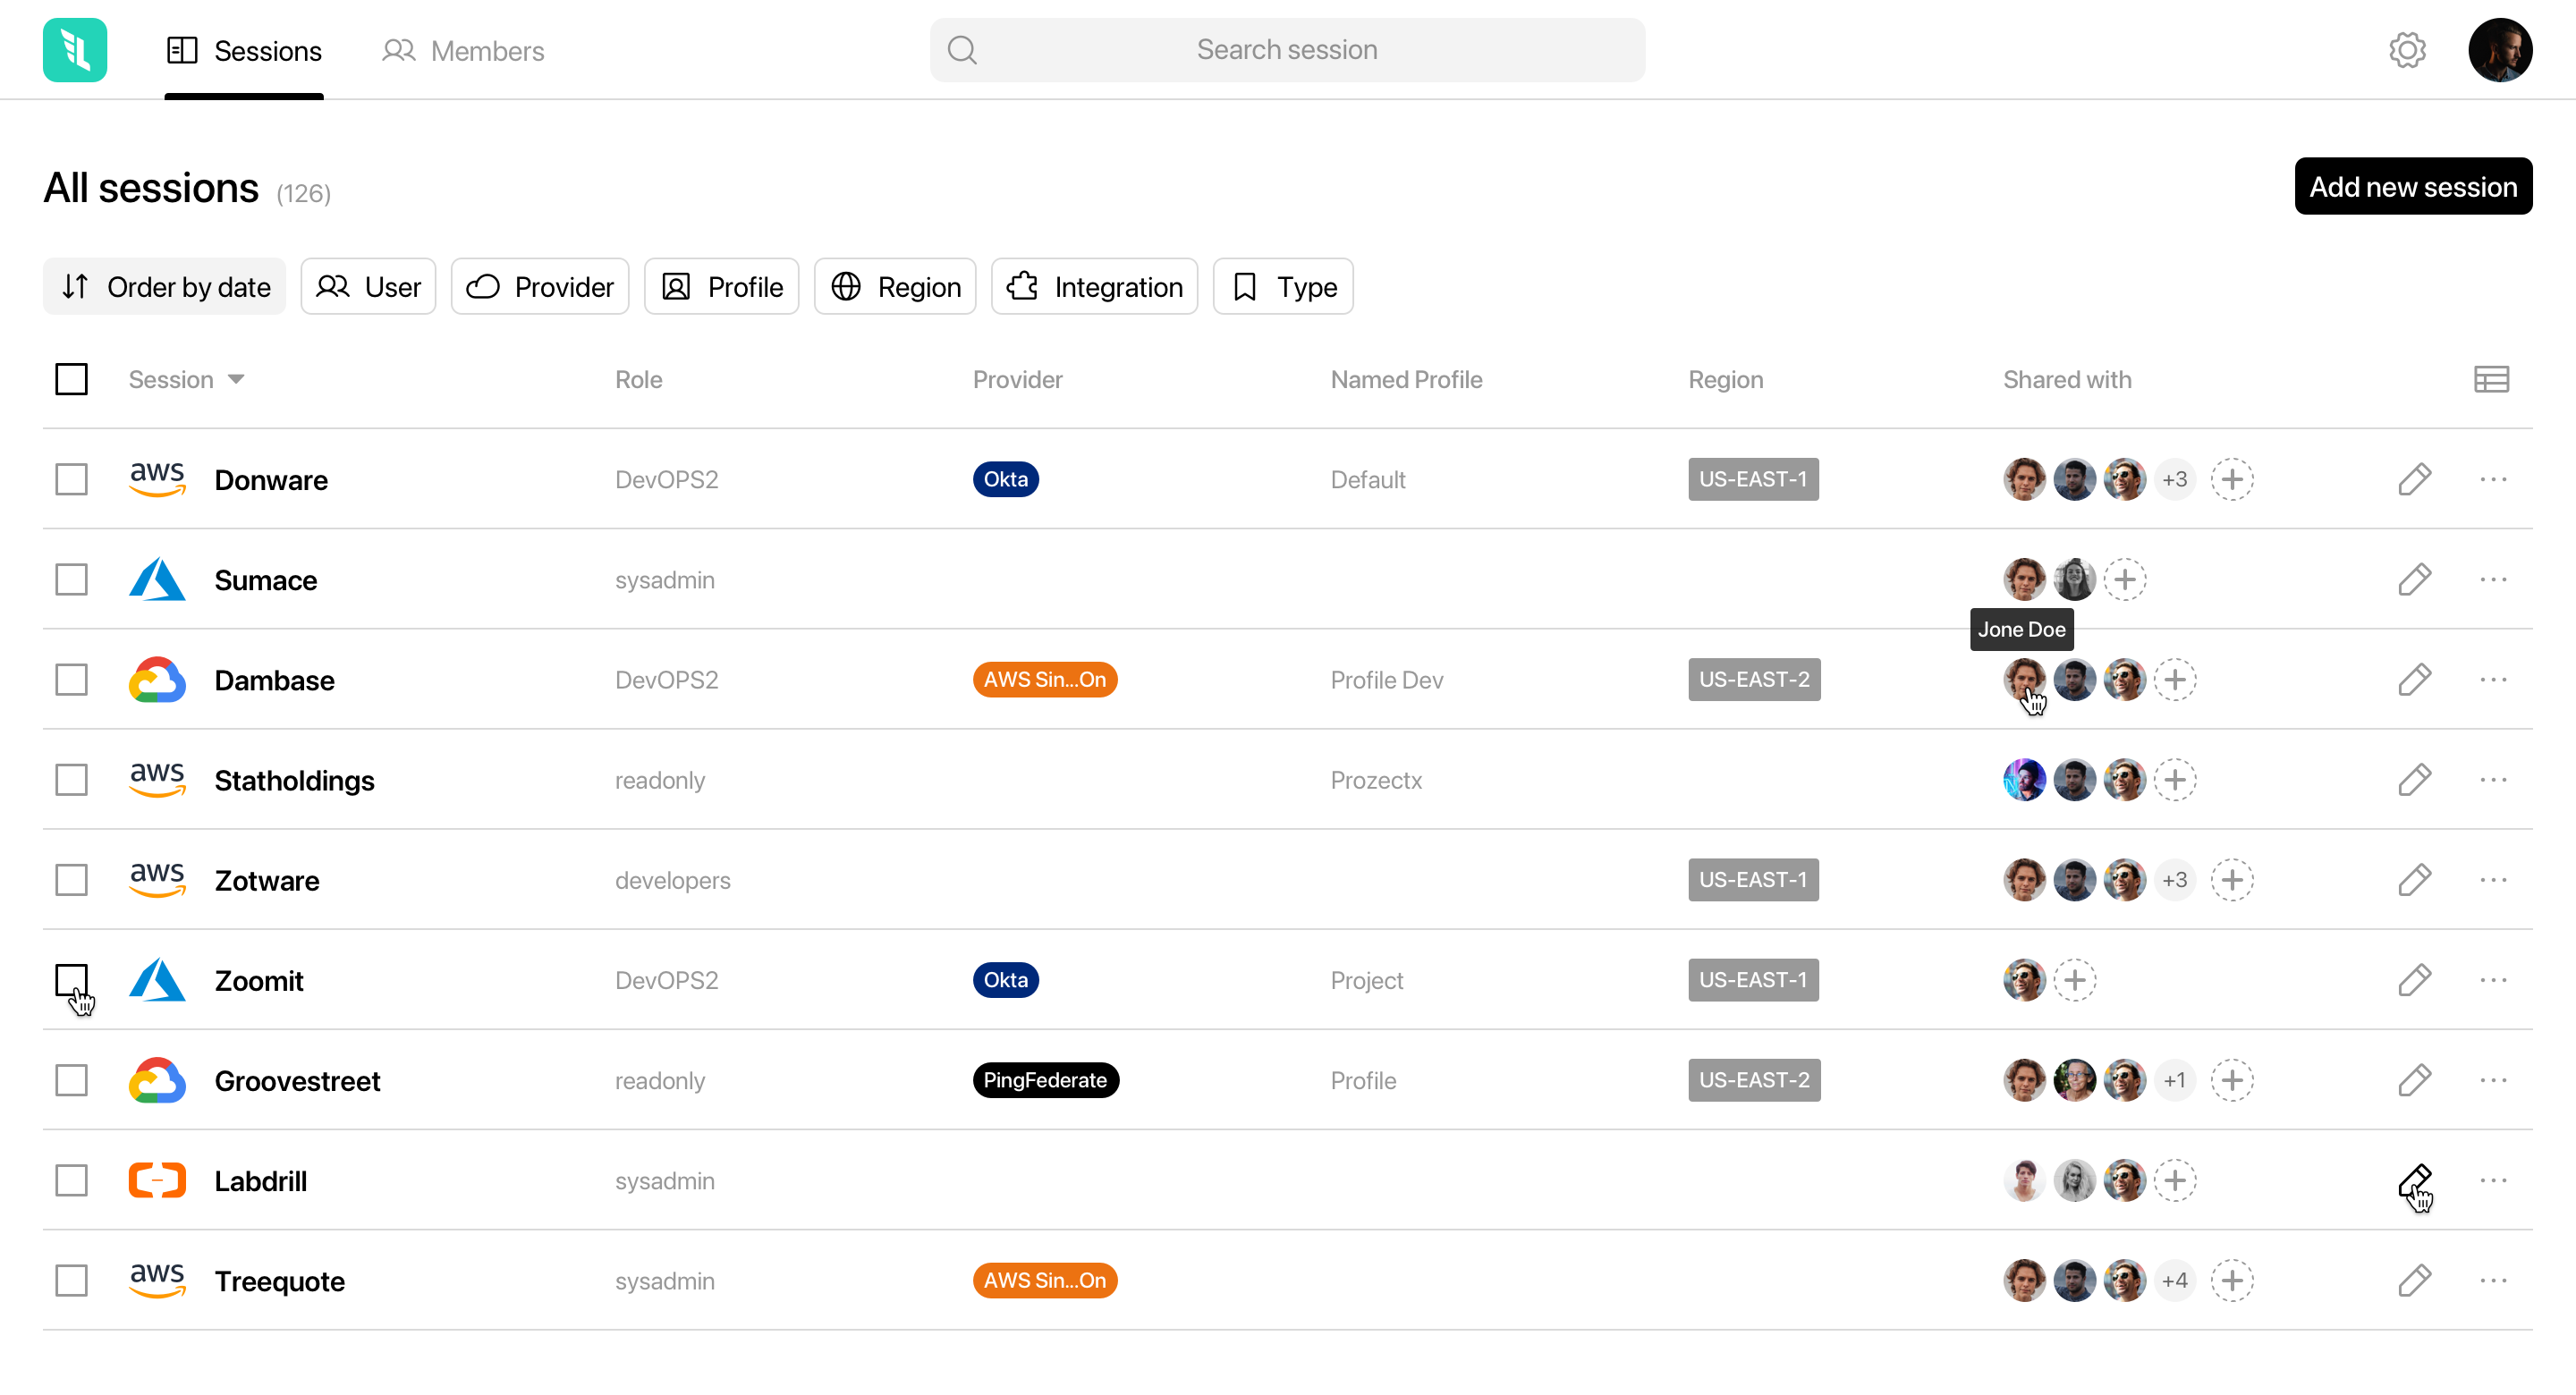 Sessions
Members
Search session
All sessions (126)
Add new session
Order by date
User
Provider
Profile
Region
Integration
Type
Session
Role
Provider
Named Profile
Region
Shared with
aws Donware DevOPS2 Okta Default US-EAST-1 +3
Sumace sysadmin
Jone Doe
Dambase DevOPS2 AWS Sin...On Profile Dev US-EAST-2
aws Statholdings readonly Prozectx
aws Zotware developers US-EAST-1 +3
Zoomit DevOPS2 Okta Project US-EAST-1
Groovestreet readonly PingFederate Profile US-EAST-2 +1
Labdrill sysadmin
aws Treequote sysadmin AWS Sin...On +4